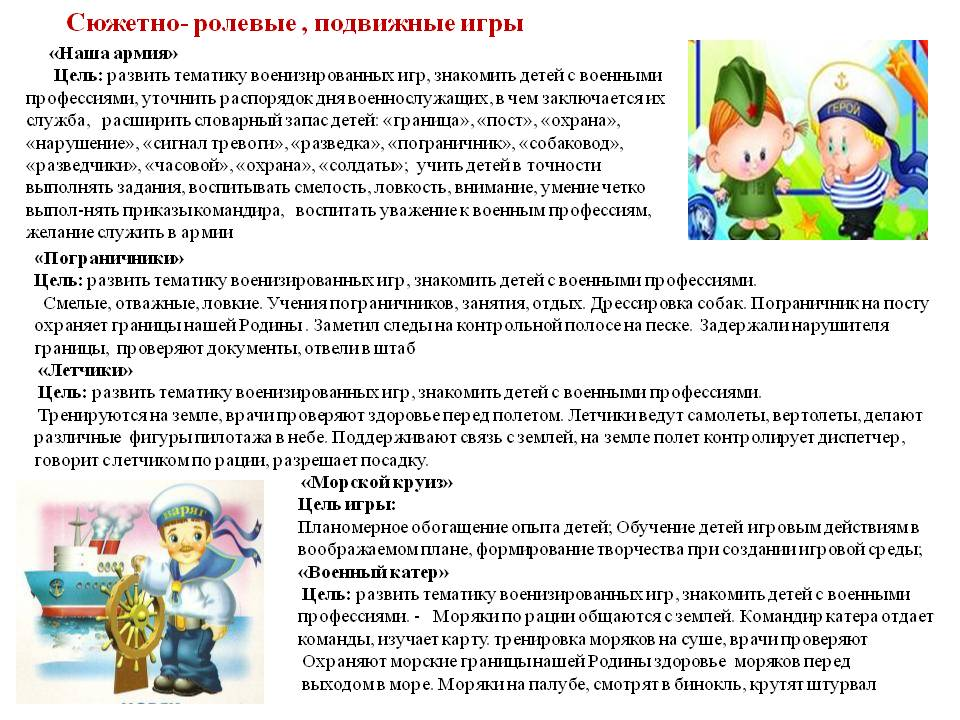 Сюжетно- ролевые , подвижные игры
«Наша армия»
Цель: развить тематику военизированных игр, знакомить детей с военными
профессиями, уточнить распорядок дня военнослужащих, в чем заключается их
служба, расширить словарный запас детей: «граница», «пост», «охрана»,
«нарушение», «сигнал тревоги», «разведка», «пограничник», «собаковод»,
«разведчики», «часовой», «охрана», «солдаты»; учить детей в точности
выполнять задания, воспитывать смелость, ловкость, внимание, умение четко
выпол-нять приказы командира, воспитать уважение к военным профессиям,
желание служить в армии
ГЕРОЙ
«Пограничники»
Цель: развить тематику военизированных игр, знакомить детей с военными профессиями.
Смелые, отважные, ловкие. Учения пограничников, занятия, отдых. Дрессировка собак. Пограничник на посту
охраняет границы нашей Родины . Заметил следы на контрольной полосе на песке. Задержали нарушителя
границы, проверяют документы, отвели в штаб
«Летчики»
Цель: развить тематику военизированных игр, знакомить детей с военными профессиями.
Тренируются на земле, врачи проверяют здоровье перед полетом. Летчики ведут самолеты, вертолеты, делают
различные фигуры пилотажа в небе. Поддерживают связь с землей, на земле полет контролирует диспетчер,
говорит с летчиком по рации, разрешает посадку.
«Морской круиз»
Цель игры:
Планомерное обогащение опыта детей; Обучение детей игровым действиям в
воображаемом плане, формирование творчества при создании игровой среды;
«Военный катер»
Цель: развить тематику военизированных игр, знакомить детей с военными
профессиями. - Моряки по рации общаются с землей. Командир катера отдает
команды, изучает карту. тренировка моряков на суше, врачи проверяют
Охраняют морские границы нашей Родины здоровье моряков перед
выходом в море. Моряки на палубе, смотрят в бинокль, крутят штурвал
варяг